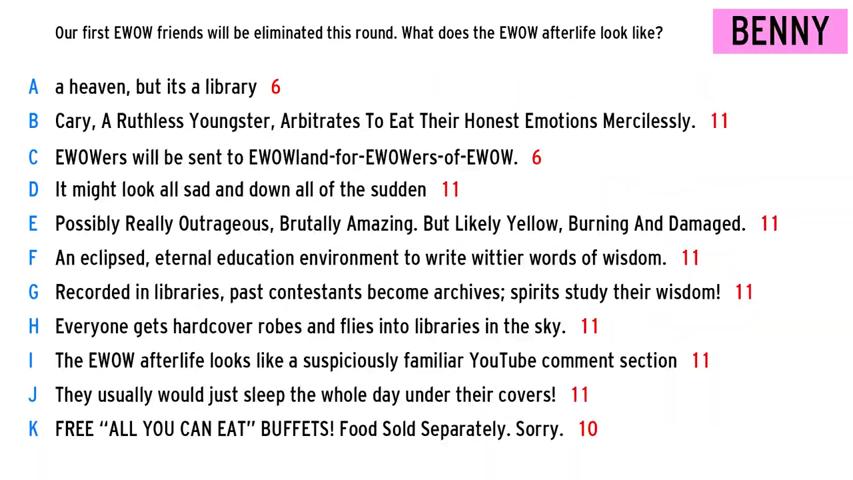 Our first EWOW friends will be eliminated this round. What does the EWOW afterlife look like?
BENNY
A a heaven, but its a library 6
B Cary, A Ruthless Youngster, Arbitrates To Eat Their Honest Emotions Mercilessly. 11
C EWOWers will be sent to EWOWland-for-EWOWers-of-EWOW. 6
D It might look all sad and down all of the sudden 11
E Possibly Really Outrageous, Brutally Amazing. But Likely Yellow, Burning And Damaged. 11
F An eclipsed, eternal education environment to write wittier words of wisdom. 11
G Recorded in libraries, past contestants become archives; spirits study their wisdom! 11
H Everyone gets hardcover robes and flies into libraries in the sky. 11
I The EWOW afterlife looks like a suspiciously familiar YouTube comment section 11
J They usually would just sleep the whole day under their covers! 11
K FREE “ALL YOU CAN EAT” BUFFETS! Food Sold Separately. Sorry. 10